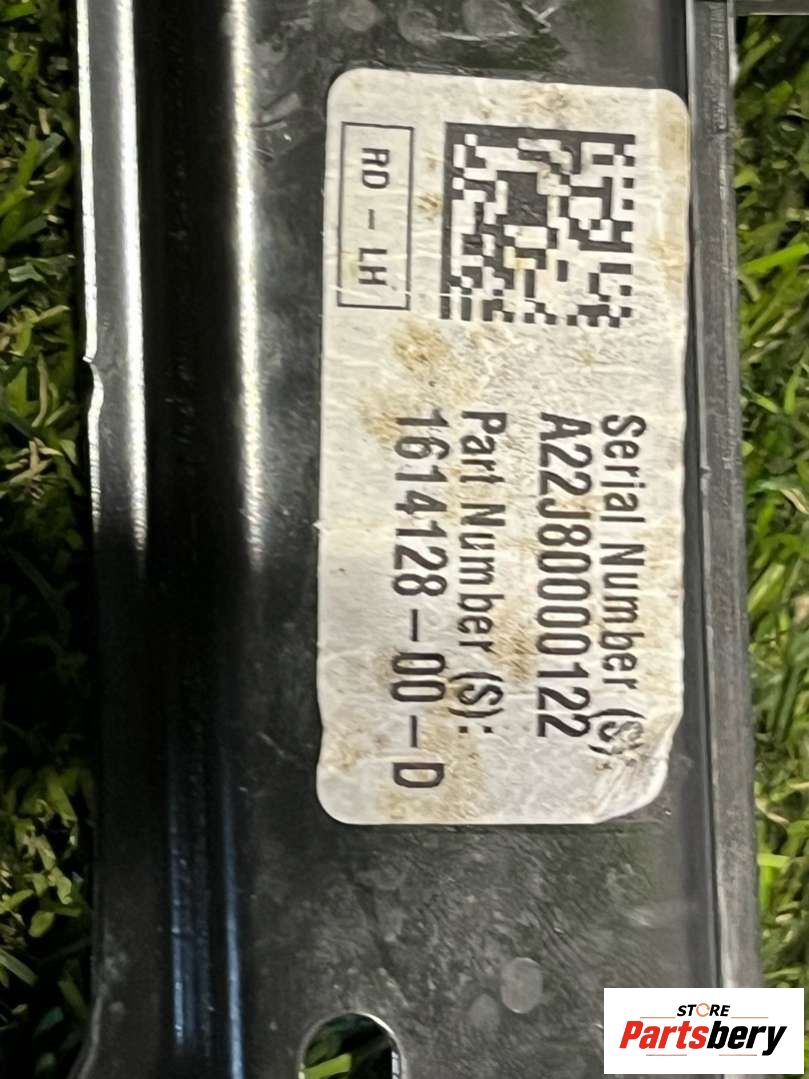 RD - LH
Serial Number (S):
A22J80000122
Part Number (S):
1614128-00-D
STORE
Partsbery